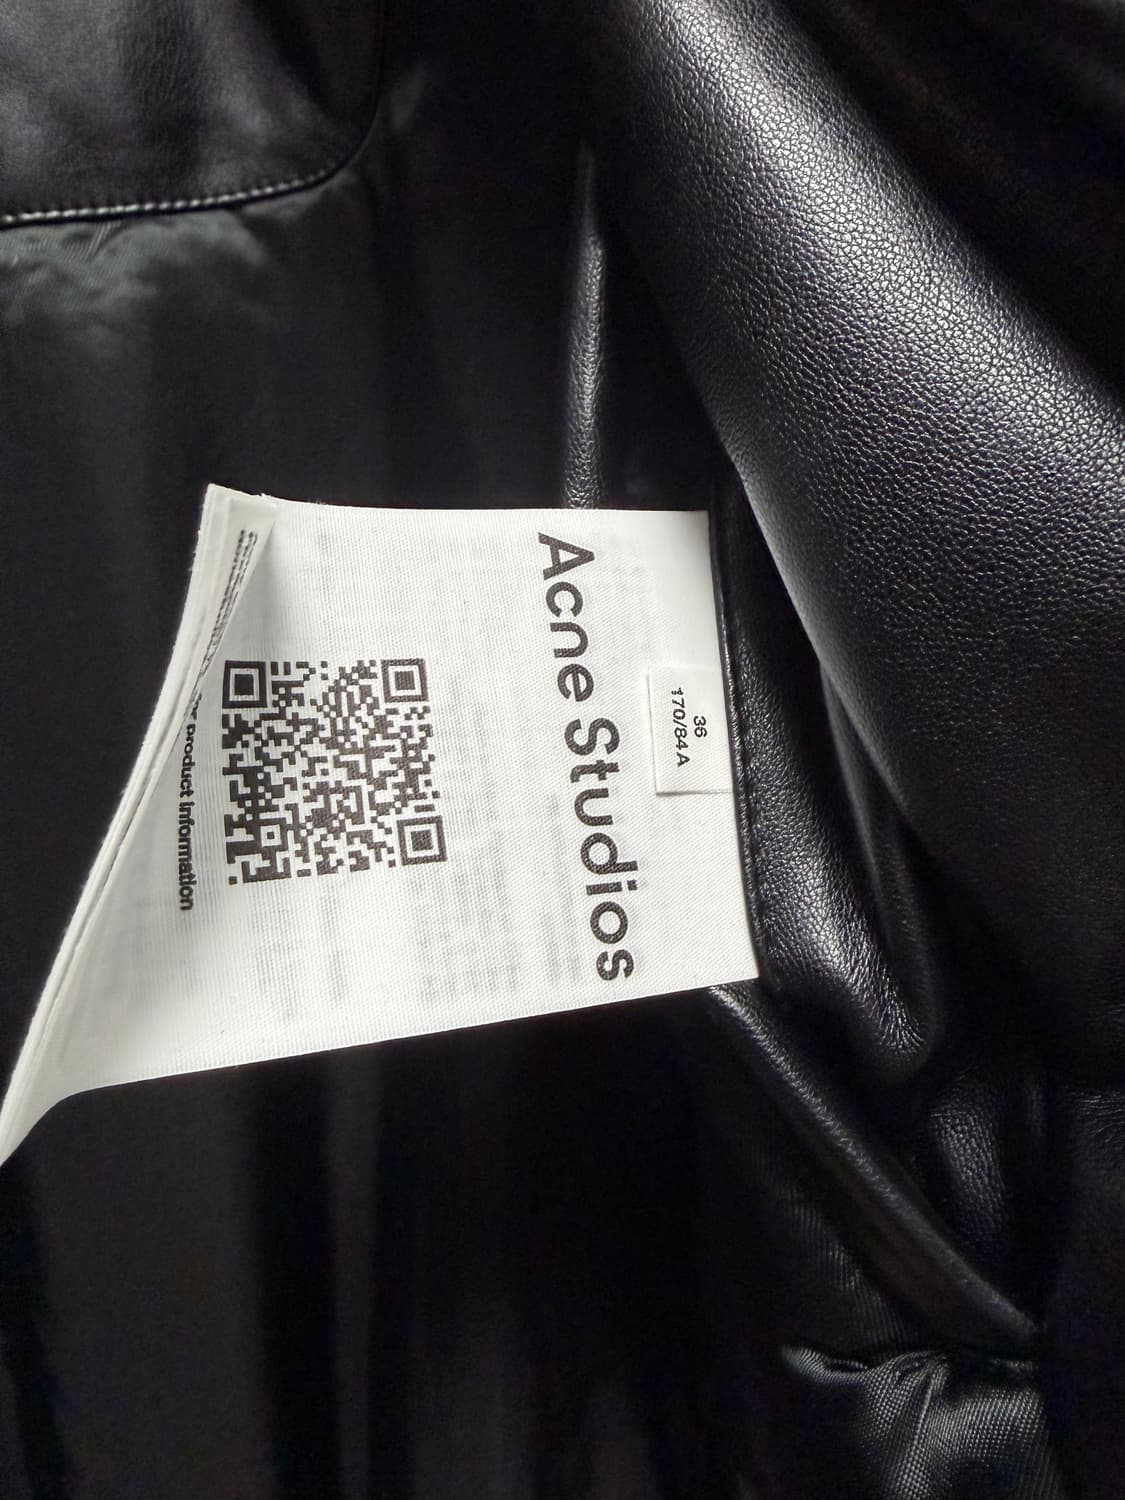 36
170/84A
Acne Studios
product information